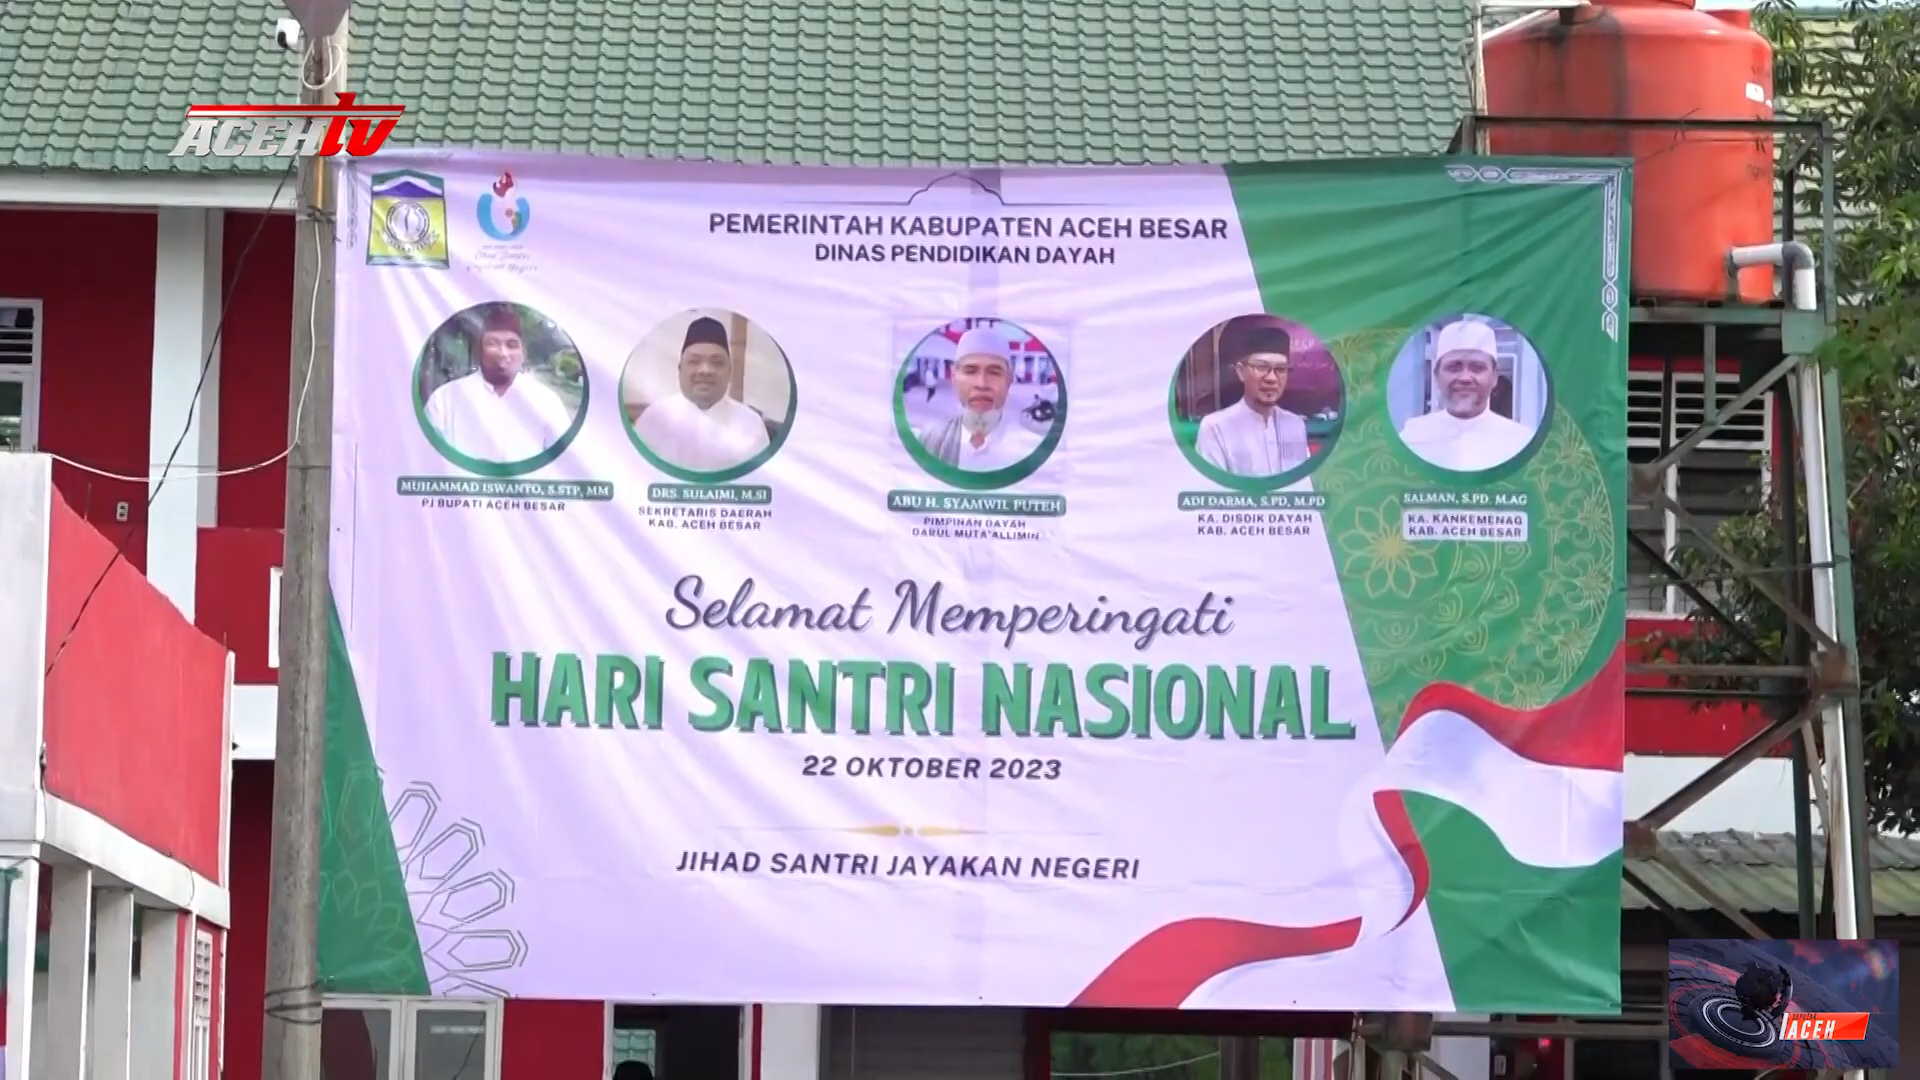 ACEHtv
PEMERINTAH KABUPATEN ACEH BESAR
DINAS PENDIDIKAN DAYAH
MUHAMMAD ISWANTO, S.STP, MM
PJ BUPATI ACEH BESAR
DRS. SULAIMI, M.SI
SEKRETARIS DAERAH
KAB. ACEH BESAR
ABU H. SYAMWIL PUTEH
PIMPINAN DAYAH
DARUL MUTA'ALLIMIN
ADI DARMA, S.PD, M.PD
KA. DISDIK DAYAH
KAB. ACEH BESAR
SALMAN, S.PD. M.AG
KA. KANKEMENAG
KAB. ACEH BESAR
Selamat Memperingati
HARI SANTRI NASIONAL
22 OKTOBER 2023
JIHAD SANTRI JAYAKAN NEGERI
ACEH